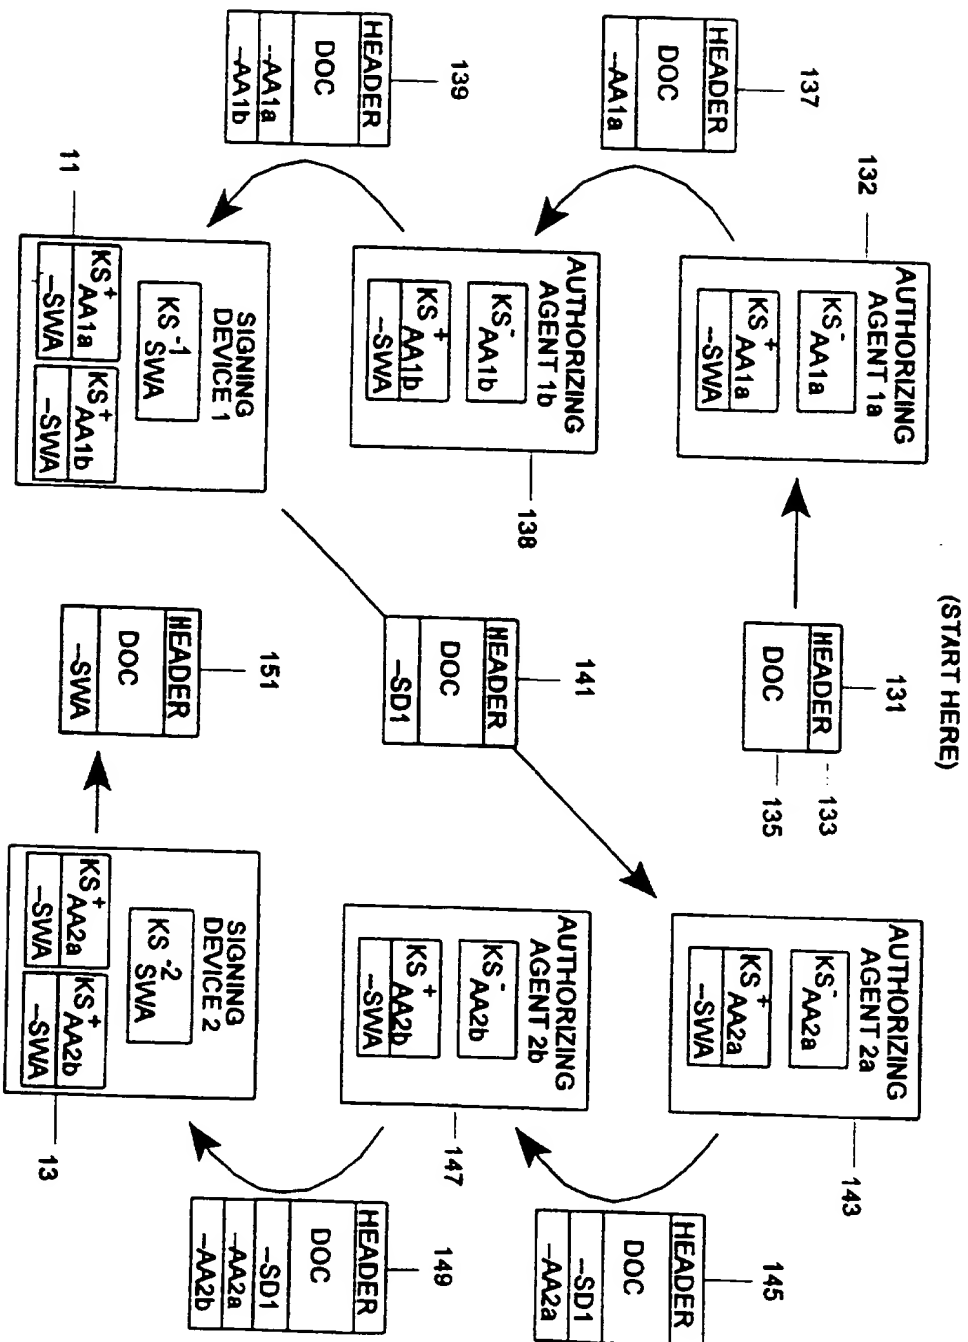 (START HERE)
131
HEADER
DOC
133
135
132
AUTHORIZING
AGENT 1a
KS-
AA1a
KS+
AA1a
--SWA
137
HEADER
DOC
--AA1a
AUTHORIZING
AGENT 1b
KS-
AA1b
KS+
AA1b
--SWA
138
139
HEADER
DOC
--AA1a
--AA1b
11
SIGNING
DEVICE 1
KS-1
SWA
KS+
AA1a
--SWA
KS+
AA1b
--SWA
141
HEADER
DOC
--SD1
AUTHORIZING
AGENT 2a
KS-
AA2a
KS+
AA2a
--SWA
143
145
HEADER
DOC
--SD1
--AA2a
AUTHORIZING
AGENT 2b
KS-
AA2b
KS+
AA2b
--SWA
147
149
HEADER
DOC
--SD1
--AA2a
--AA2b
SIGNING
DEVICE 2
KS-2
SWA
KS+
AA2a
--SWA
KS+
AA2b
--SWA
13
151
HEADER
DOC
--SWA